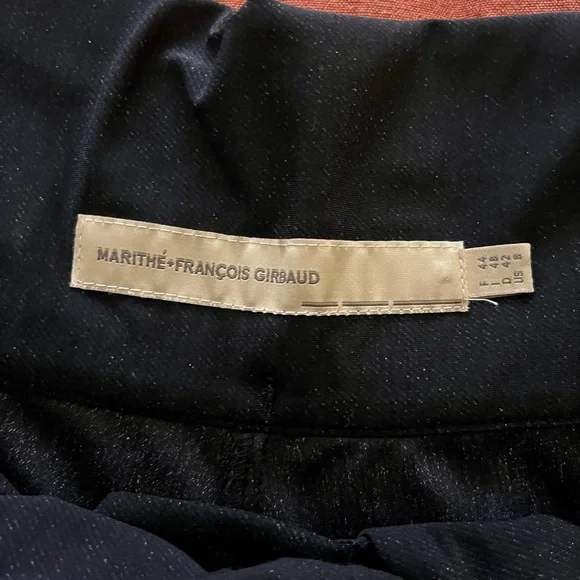 MARITHÉ+FRANÇOIS GIRBAUD
F 44
I 48
D 42
US 8